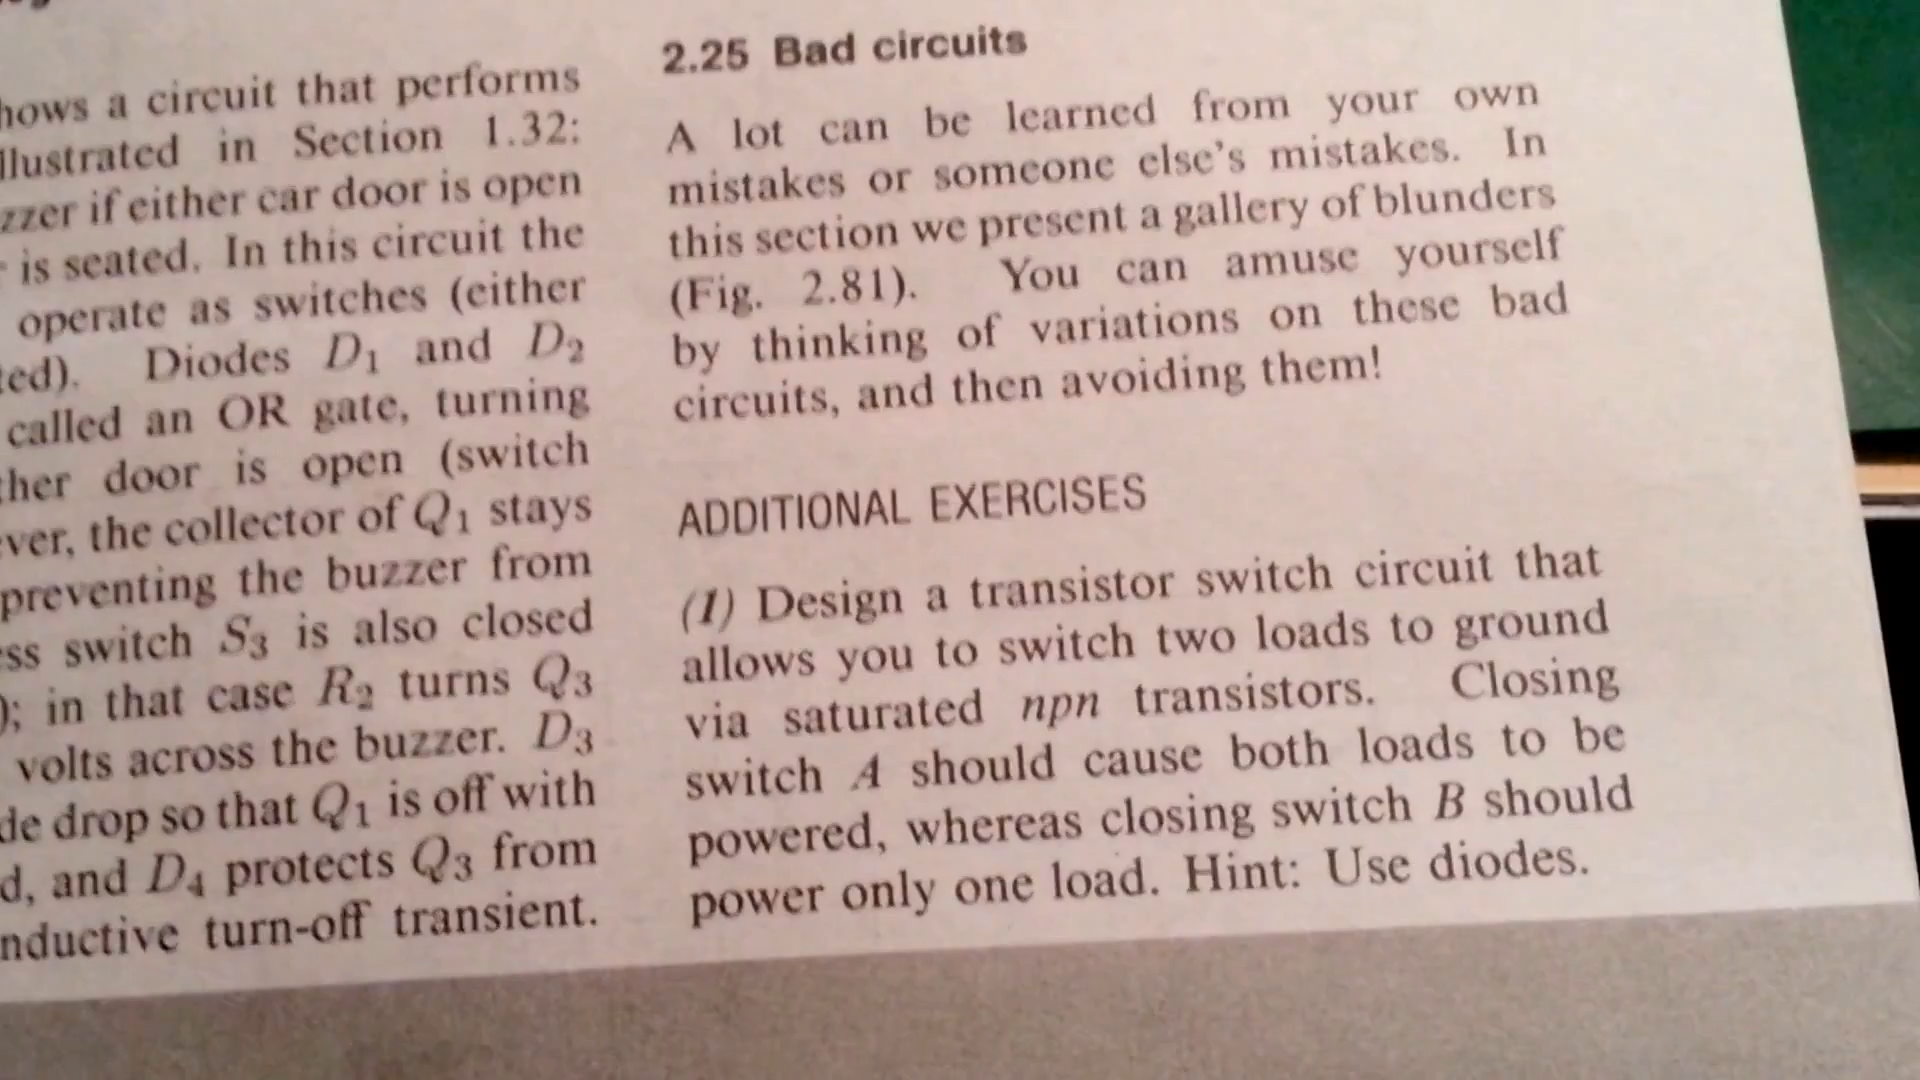 hows a circuit that performs
llustrated in Section 1.32:
zzer if either car door is open
is seated. In this circuit the
operate as switches (either
ted). Diodes D1 and D2
called an OR gate, turning
ther door is open (switch
ver, the collector of Q1 stays
preventing the buzzer from
ess switch S3 is also closed
); in that case R2 turns Q3
volts across the buzzer. D3
de drop so that Q1 is off with
d, and D4 protects Q3 from
nductive turn-off transient.
2.25 Bad circuits
A lot can be learned from your own
mistakes or someone else's mistakes. In
this section we present a gallery of blunders
(Fig. 2.81). You can amuse yourself
by thinking of variations on these bad
circuits, and then avoiding them!
ADDITIONAL EXERCISES
(1) Design a transistor switch circuit that
allows you to switch two loads to ground
via saturated npn transistors. Closing
switch A should cause both loads to be
powered, whereas closing switch B should
power only one load. Hint: Use diodes.